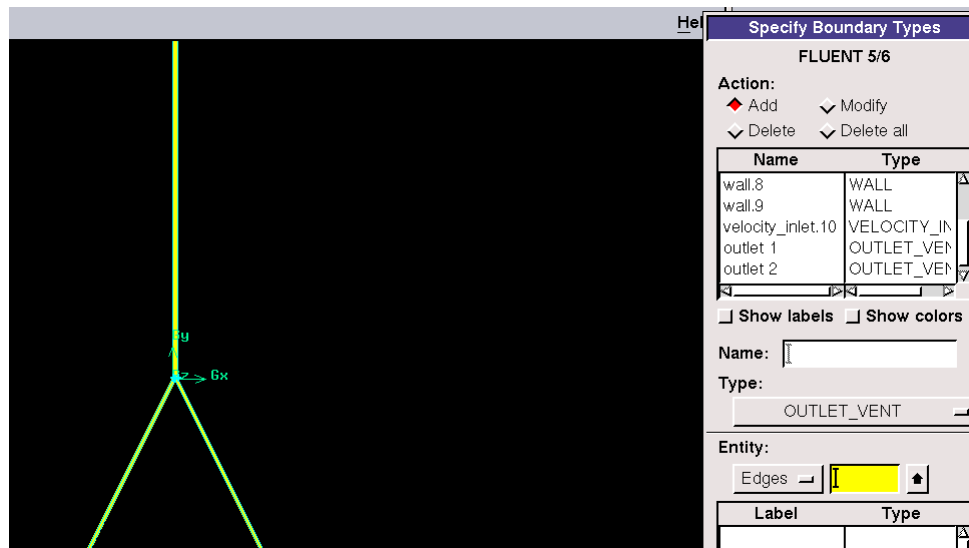 Hel
Specify Boundary Types
FLUENT 5/6
Action:
Add Modify
Delete Delete all
Name Type
wall.8 WALL
wall.9 WALL
velocity_inlet.10 VELOCITY_IN
outlet 1 OUTLET_VEN
outlet 2 OUTLET_VEN
Show labels Show colors
Name:
Type:
OUTLET_VENT
Entity:
Edges
Label Type
Gx